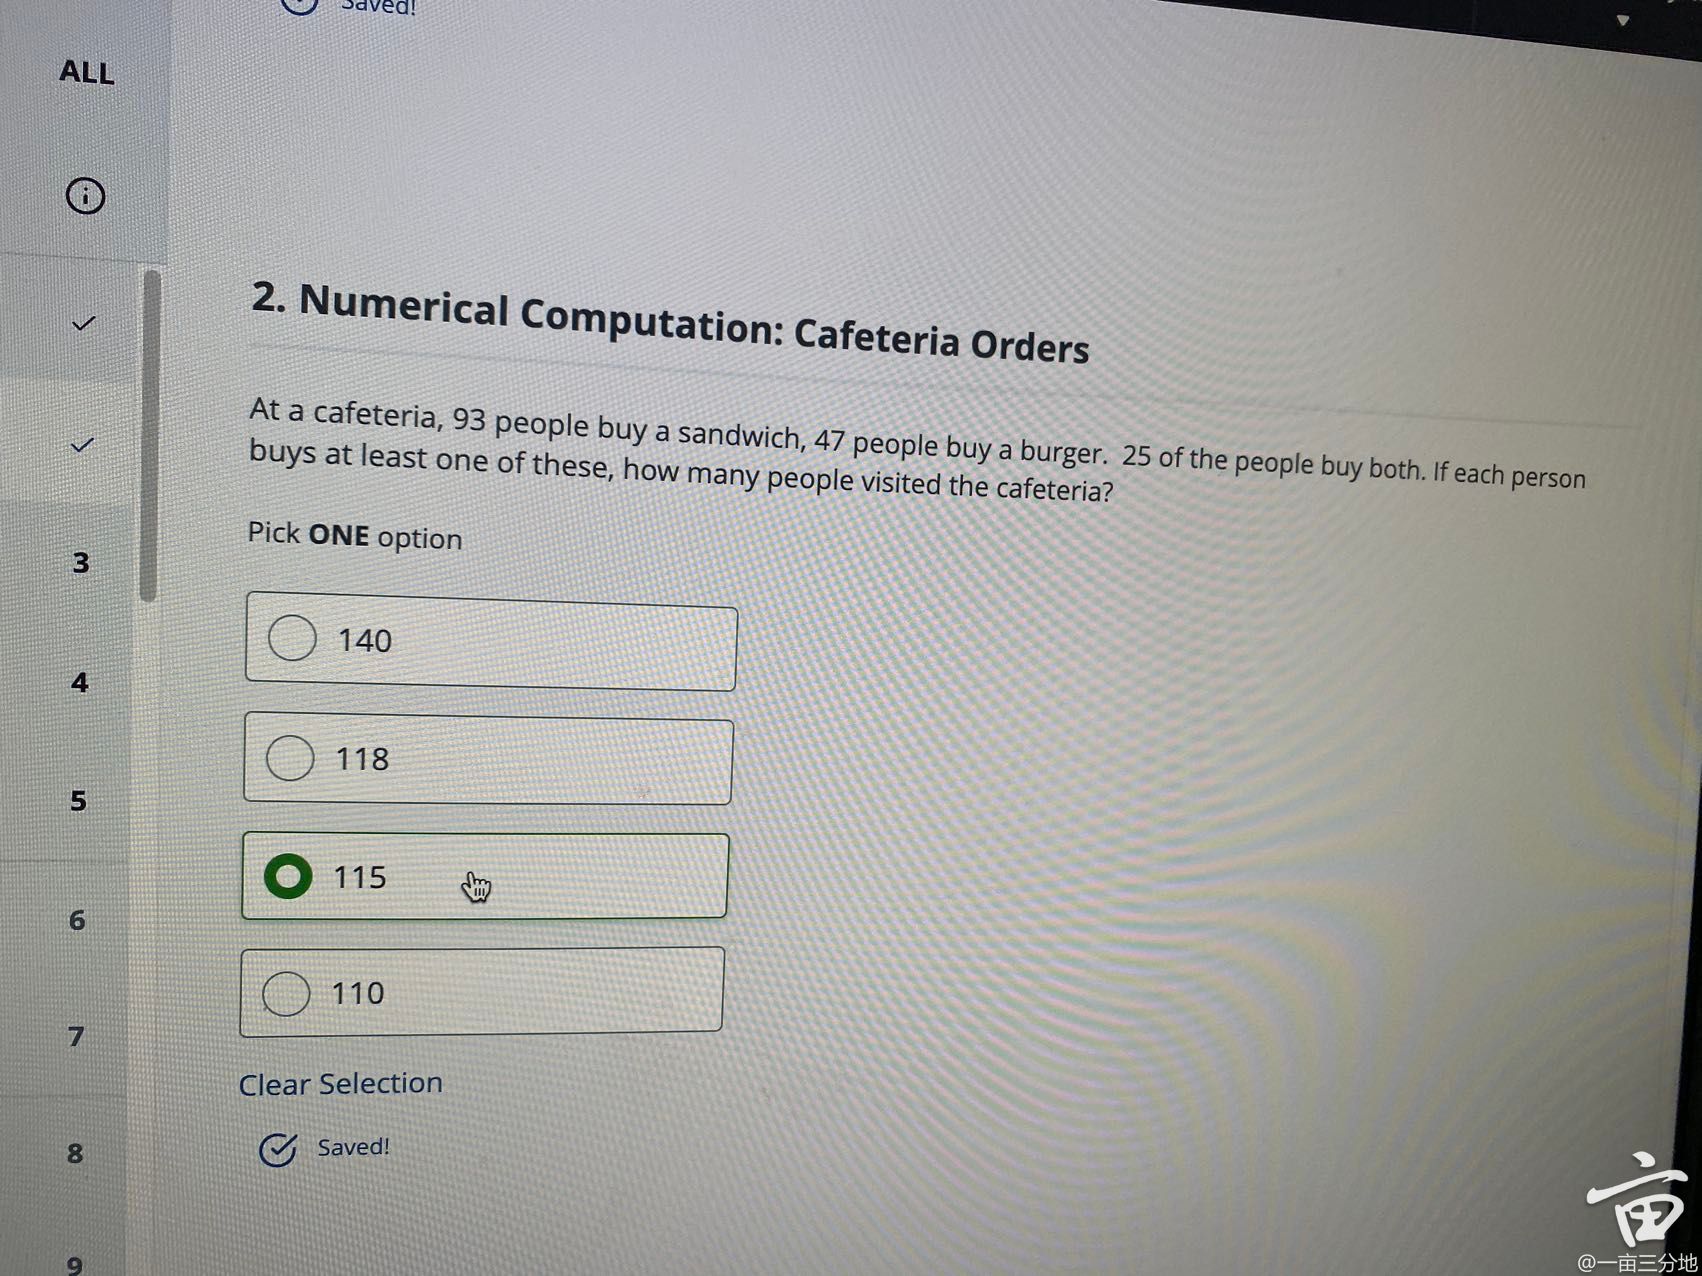 Saved!
ALL
2. Numerical Computation: Cafeteria Orders
At a cafeteria, 93 people buy a sandwich, 47 people buy a burger. 25 of the people buy both. If each person
buys at least one of these, how many people visited the cafeteria?
Pick ONE option
3
140
4
118
5
115
6
110
7
Clear Selection
8
Saved!
9
亩
@一亩三分地